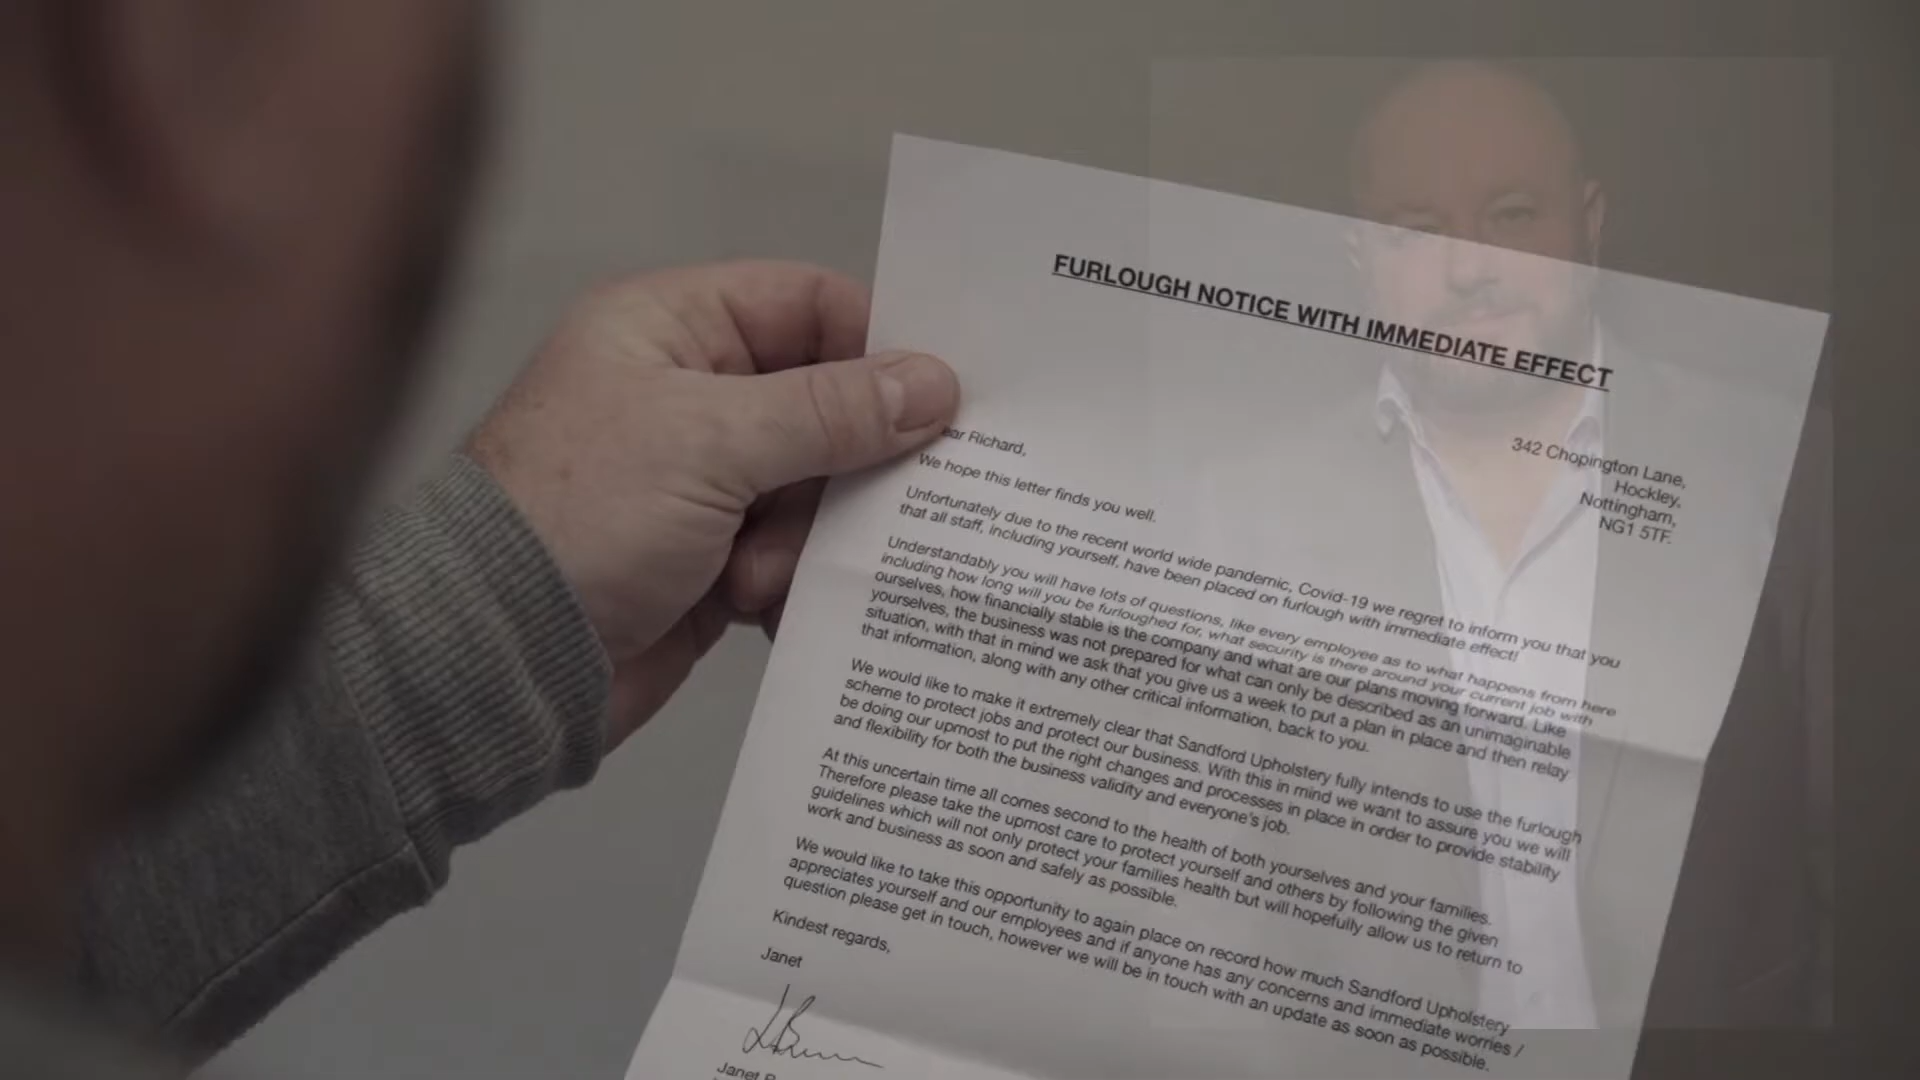 FURLOUGH NOTICE WITH IMMEDIATE EFFECT
342 Chopington Lane,
Hockley,
Nottingham,
NG1 5TF.
ear Richard,
We hope this letter finds you well.
Unfortunately due to the recent world wide pandemic, Covid-19 we regret to inform you that you
that all staff, including yourself, have been placed on furlough with immediate effect!
Understandably you will have lots of questions, like every employee as to what happens from here
including how long will you be furloughed for, what security is there around your current job with
ourselves, how financially stable is the company and what are our plans moving forward. Like
yourselves, the business was not prepared for what can only be described as an unimaginable
situation, with that in mind we ask that you give us a week to put a plan in place and then relay
that information, along with any other critical information, back to you.
We would like to make it extremely clear that Sandford Upholstery fully intends to use the furlough
scheme to protect jobs and protect our business. With this in mind we want to assure you we will
be doing our upmost to put the right changes and processes in place in order to provide stability
and flexibility for both the business validity and everyone's job.
At this uncertain time all comes second to the health of both yourselves and your families.
Therefore please take the upmost care to protect yourself and others by following the given
guidelines which will not only protect your families health but will hopefully allow us to return to
work and business as soon and safely as possible.
We would like to take this opportunity to again place on record how much Sandford Upholstery
appreciates yourself and our employees and if anyone has any concerns and immediate worries /
question please get in touch, however we will be in touch with an update as soon as possible.
Kindest regards,
Janet
Janet